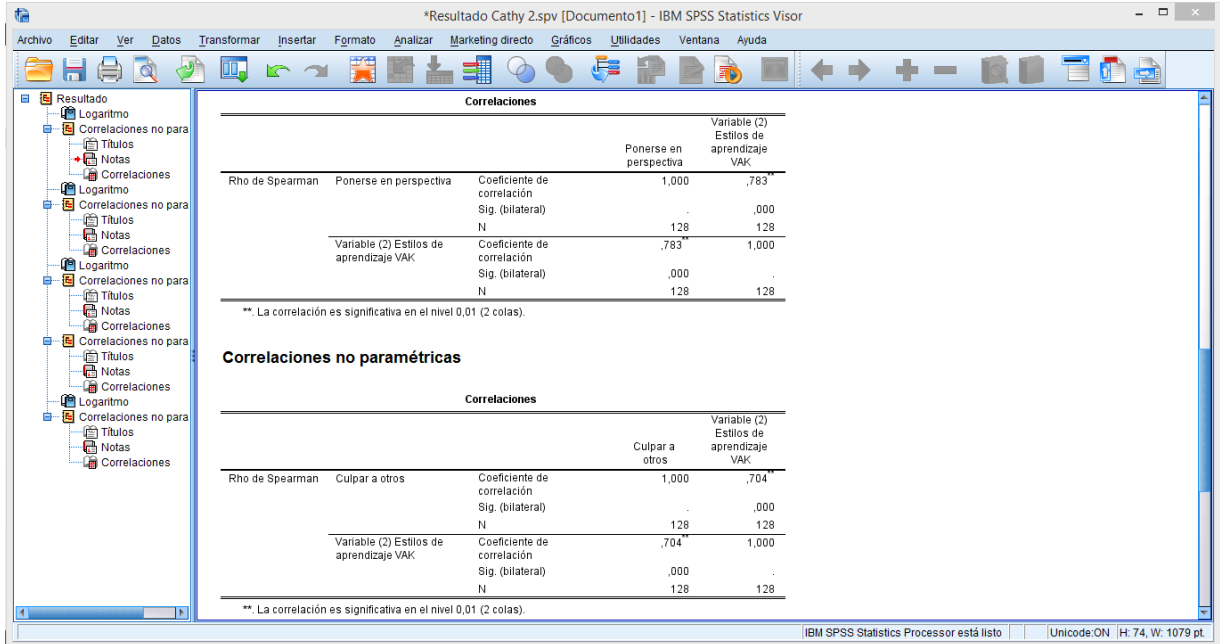 *Resultado Cathy 2.spv [Documento1] - IBM SPSS Statistics Visor
Archivo Editar Ver Datos Transformar Insertar Formato Analizar Marketing directo Gráficos Utilidades Ventana Ayuda
Resultado
Logaritmo
Correlaciones no para
Títulos
Notas
Correlaciones
Logaritmo
Correlaciones no para
Títulos
Notas
Correlaciones
Logaritmo
Correlaciones no para
Títulos
Notas
Correlaciones
Correlaciones no para
Títulos
Notas
Correlaciones
Logaritmo
Correlaciones no para
Títulos
Notas
Correlaciones
Correlaciones
Variable (2)
Estilos de
Ponerse en aprendizaje
perspectiva VAK
Rho de Spearman Ponerse en perspectiva Coeficiente de 1,000 ,783**
correlación
Sig. (bilateral) . ,000
N 128 128
Variable (2) Estilos de Coeficiente de ,783** 1,000
aprendizaje VAK correlación
Sig. (bilateral) ,000 .
N 128 128
**. La correlación es significativa en el nivel 0,01 (2 colas).
Correlaciones no paramétricas
Correlaciones
Variable (2)
Estilos de
Culpar a aprendizaje
otros VAK
Rho de Spearman Culpar a otros Coeficiente de 1,000 ,704**
correlación
Sig. (bilateral) . ,000
N 128 128
Variable (2) Estilos de Coeficiente de ,704** 1,000
aprendizaje VAK correlación
Sig. (bilateral) ,000 .
N 128 128
**. La correlación es significativa en el nivel 0,01 (2 colas).
IBM SPSS Statistics Processor está listo Unicode:ON H: 74, W: 1079 pt.